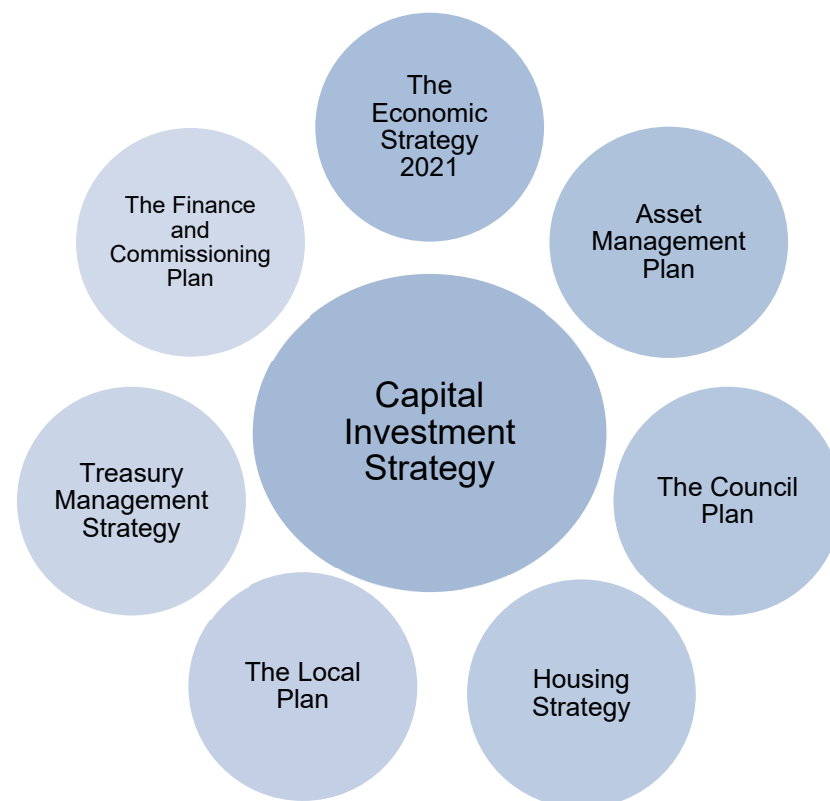 The
Economic
Strategy
2021
Asset
Management
Plan
The Council
Plan
Housing
Strategy
The Local
Plan
Treasury
Management
Strategy
The Finance
and
Commissioning
Plan
Capital
Investment
Strategy